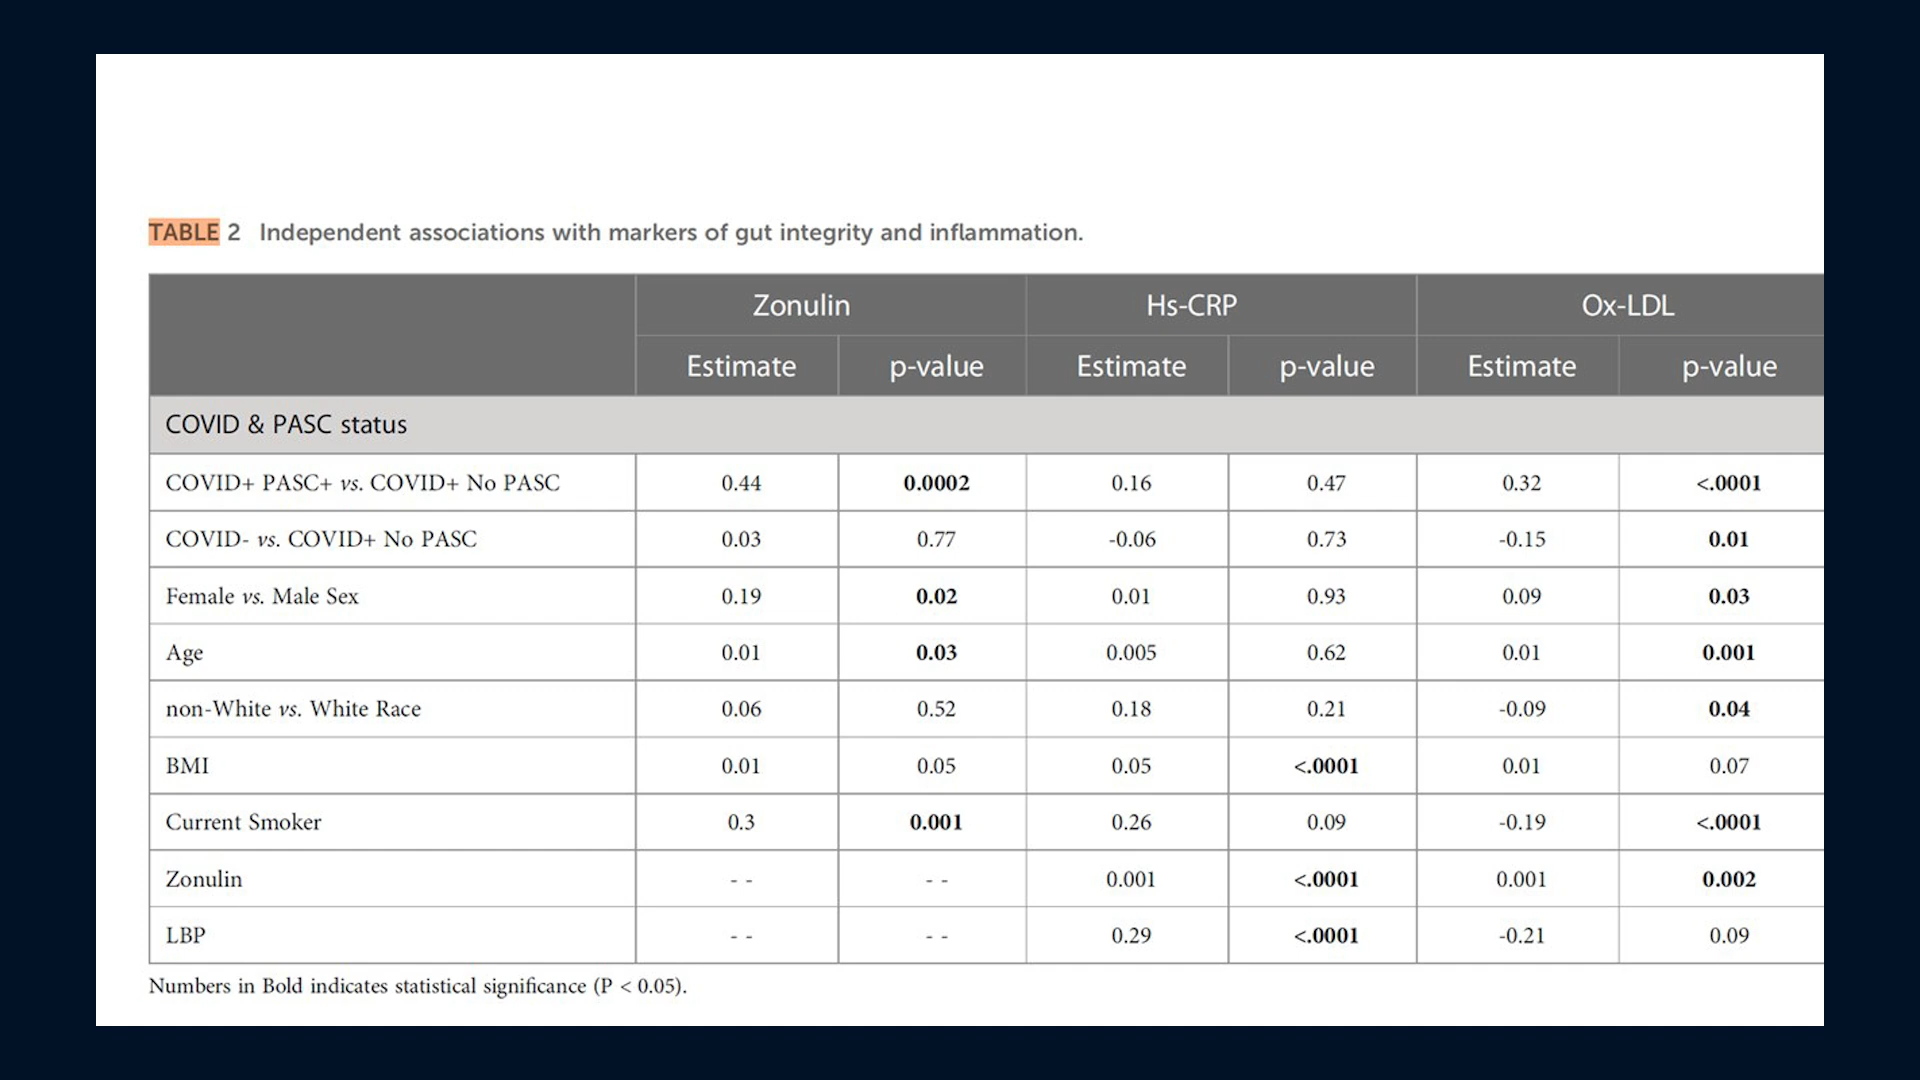 TABLE 2 Independent associations with markers of gut integrity and inflammation.
Zonulin Hs-CRP Ox-LDL
Estimate p-value Estimate p-value Estimate p-value
COVID & PASC status
COVID+ PASC+ vs. COVID+ No PASC 0.44 0.0002 0.16 0.47 0.32 <.0001
COVID- vs. COVID+ No PASC 0.03 0.77 -0.06 0.73 -0.15 0.01
Female vs. Male Sex 0.19 0.02 0.01 0.93 0.09 0.03
Age 0.01 0.03 0.005 0.62 0.01 0.001
non-White vs. White Race 0.06 0.52 0.18 0.21 -0.09 0.04
BMI 0.01 0.05 0.05 <.0001 0.01 0.07
Current Smoker 0.3 0.001 0.26 0.09 -0.19 <.0001
Zonulin - - - - 0.001 <.0001 0.001 0.002
LBP - - - - 0.29 <.0001 -0.21 0.09
Numbers in Bold indicates statistical significance (P < 0.05).